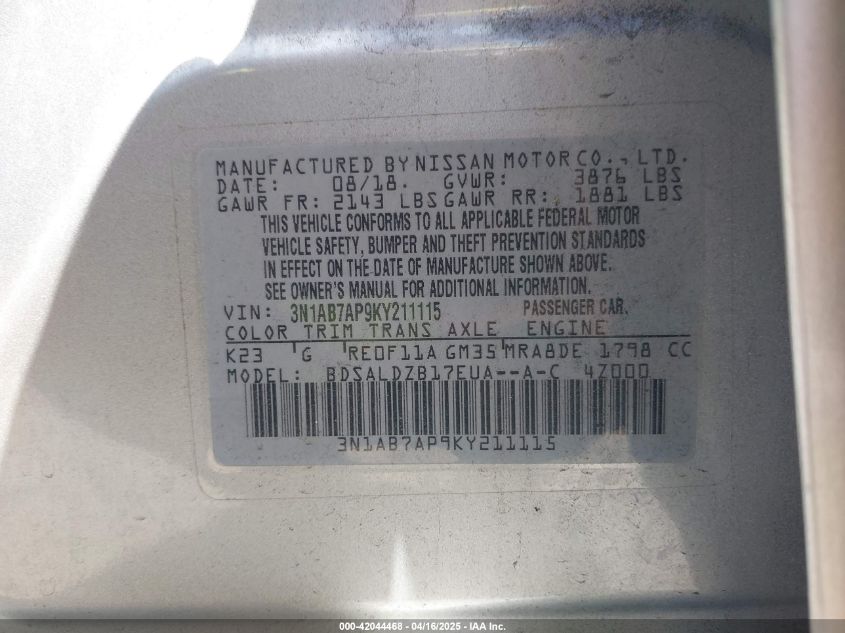 MANUFACTURED BY NISSAN MOTOR CO., LTD.
DATE: 08/18. GVWR: 3876 LBS
GAWR FR: 2143 LBS GAWR RR: 1881 LBS
THIS VEHICLE CONFORMS TO ALL APPLICABLE FEDERAL MOTOR
VEHICLE SAFETY, BUMPER AND THEFT PREVENTION STANDARDS
IN EFFECT ON THE DATE OF MANUFACTURE SHOWN ABOVE.
SEE OWNER'S MANUAL FOR ADDITIONAL INFORMATION.
VIN: 3N1AB7AP9KY211115 PASSENGER CAR.
COLOR TRIM TRANS AXLE ENGINE
K23 G RE0F11A GM35 MRA8DE 1798 CC
MODEL: BDSALDZB17EUA--A-C 4Z000
3N1AB7AP9KY211115
000-42044468 - 04/16/2025 - IAA Inc.